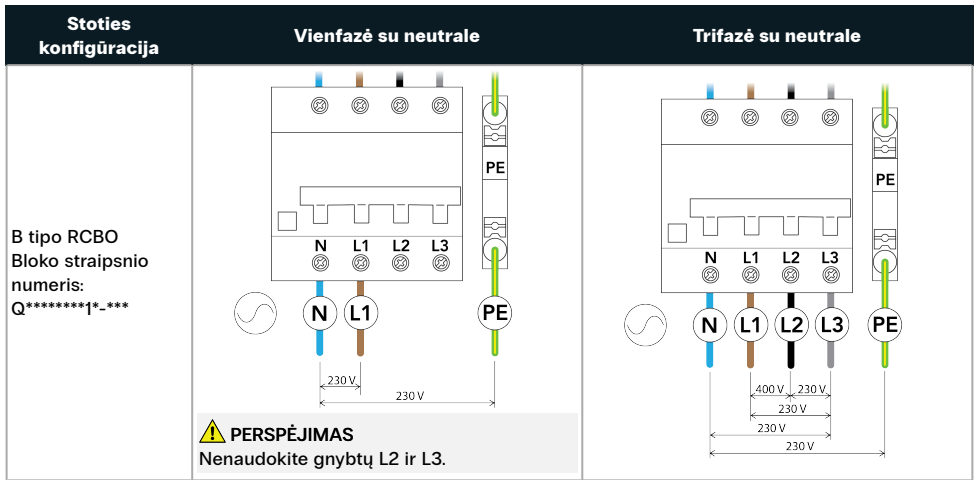 Stoties
konfigūracija
Vienfazė su neutrale
Trifazė su neutrale
B tipo RCBO
Bloko straipsnio
numeris:
Q********1*-***
PE
N L1 L2 L3
N L1 PE
230 V
230 V
PERSPĖJIMAS
Nenaudokite gnybtų L2 ir L3.
PE
N L1 L2 L3
N L1 L2 L3 PE
400 V 230 V
230 V
230 V
230 V